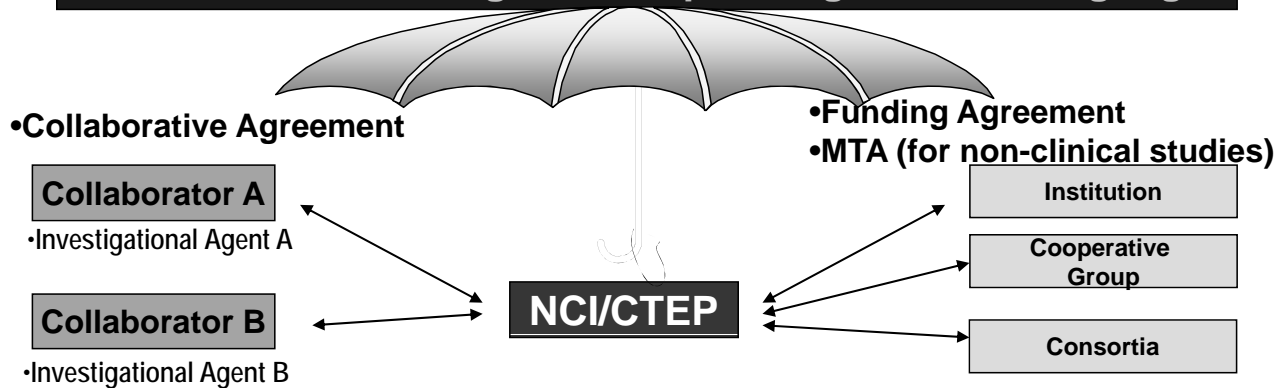 •Collaborative Agreement
Collaborator A
•Investigational Agent A
Collaborator B
•Investigational Agent B
NCI/CTEP
•Funding Agreement
•MTA (for non-clinical studies)
Institution
Cooperative
Group
Consortia